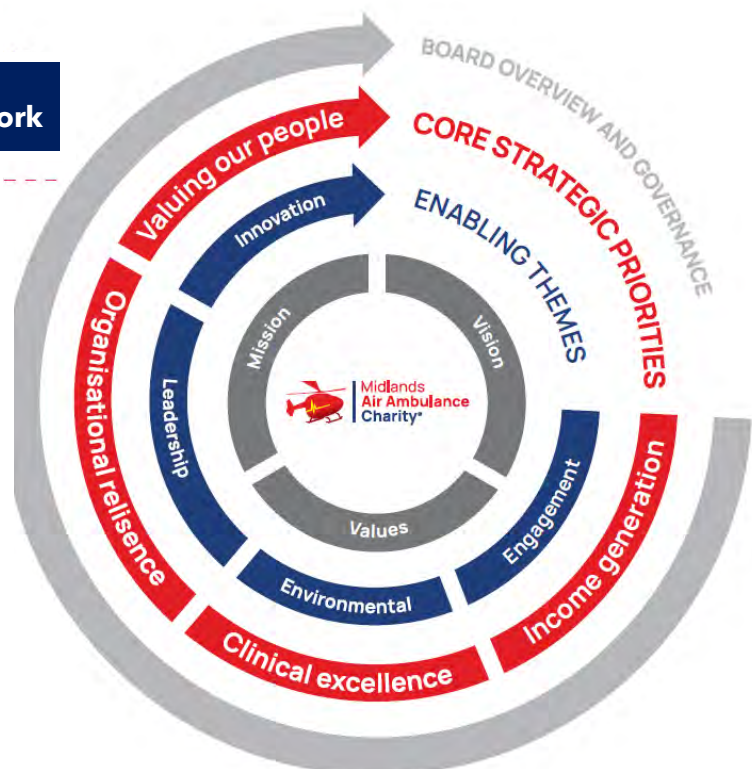 ork
BOARD OVERVIEW AND GOVERNANCE
CORE STRATEGIC PRIORITIES
ENABLING THEMES
Valuing our people
Organisational relisence
Clinical excellence
Income generation
Innovation
Leadership
Environmental
Engagement
Mission
Vision
Values
Midlands
Air Ambulance
Charity®